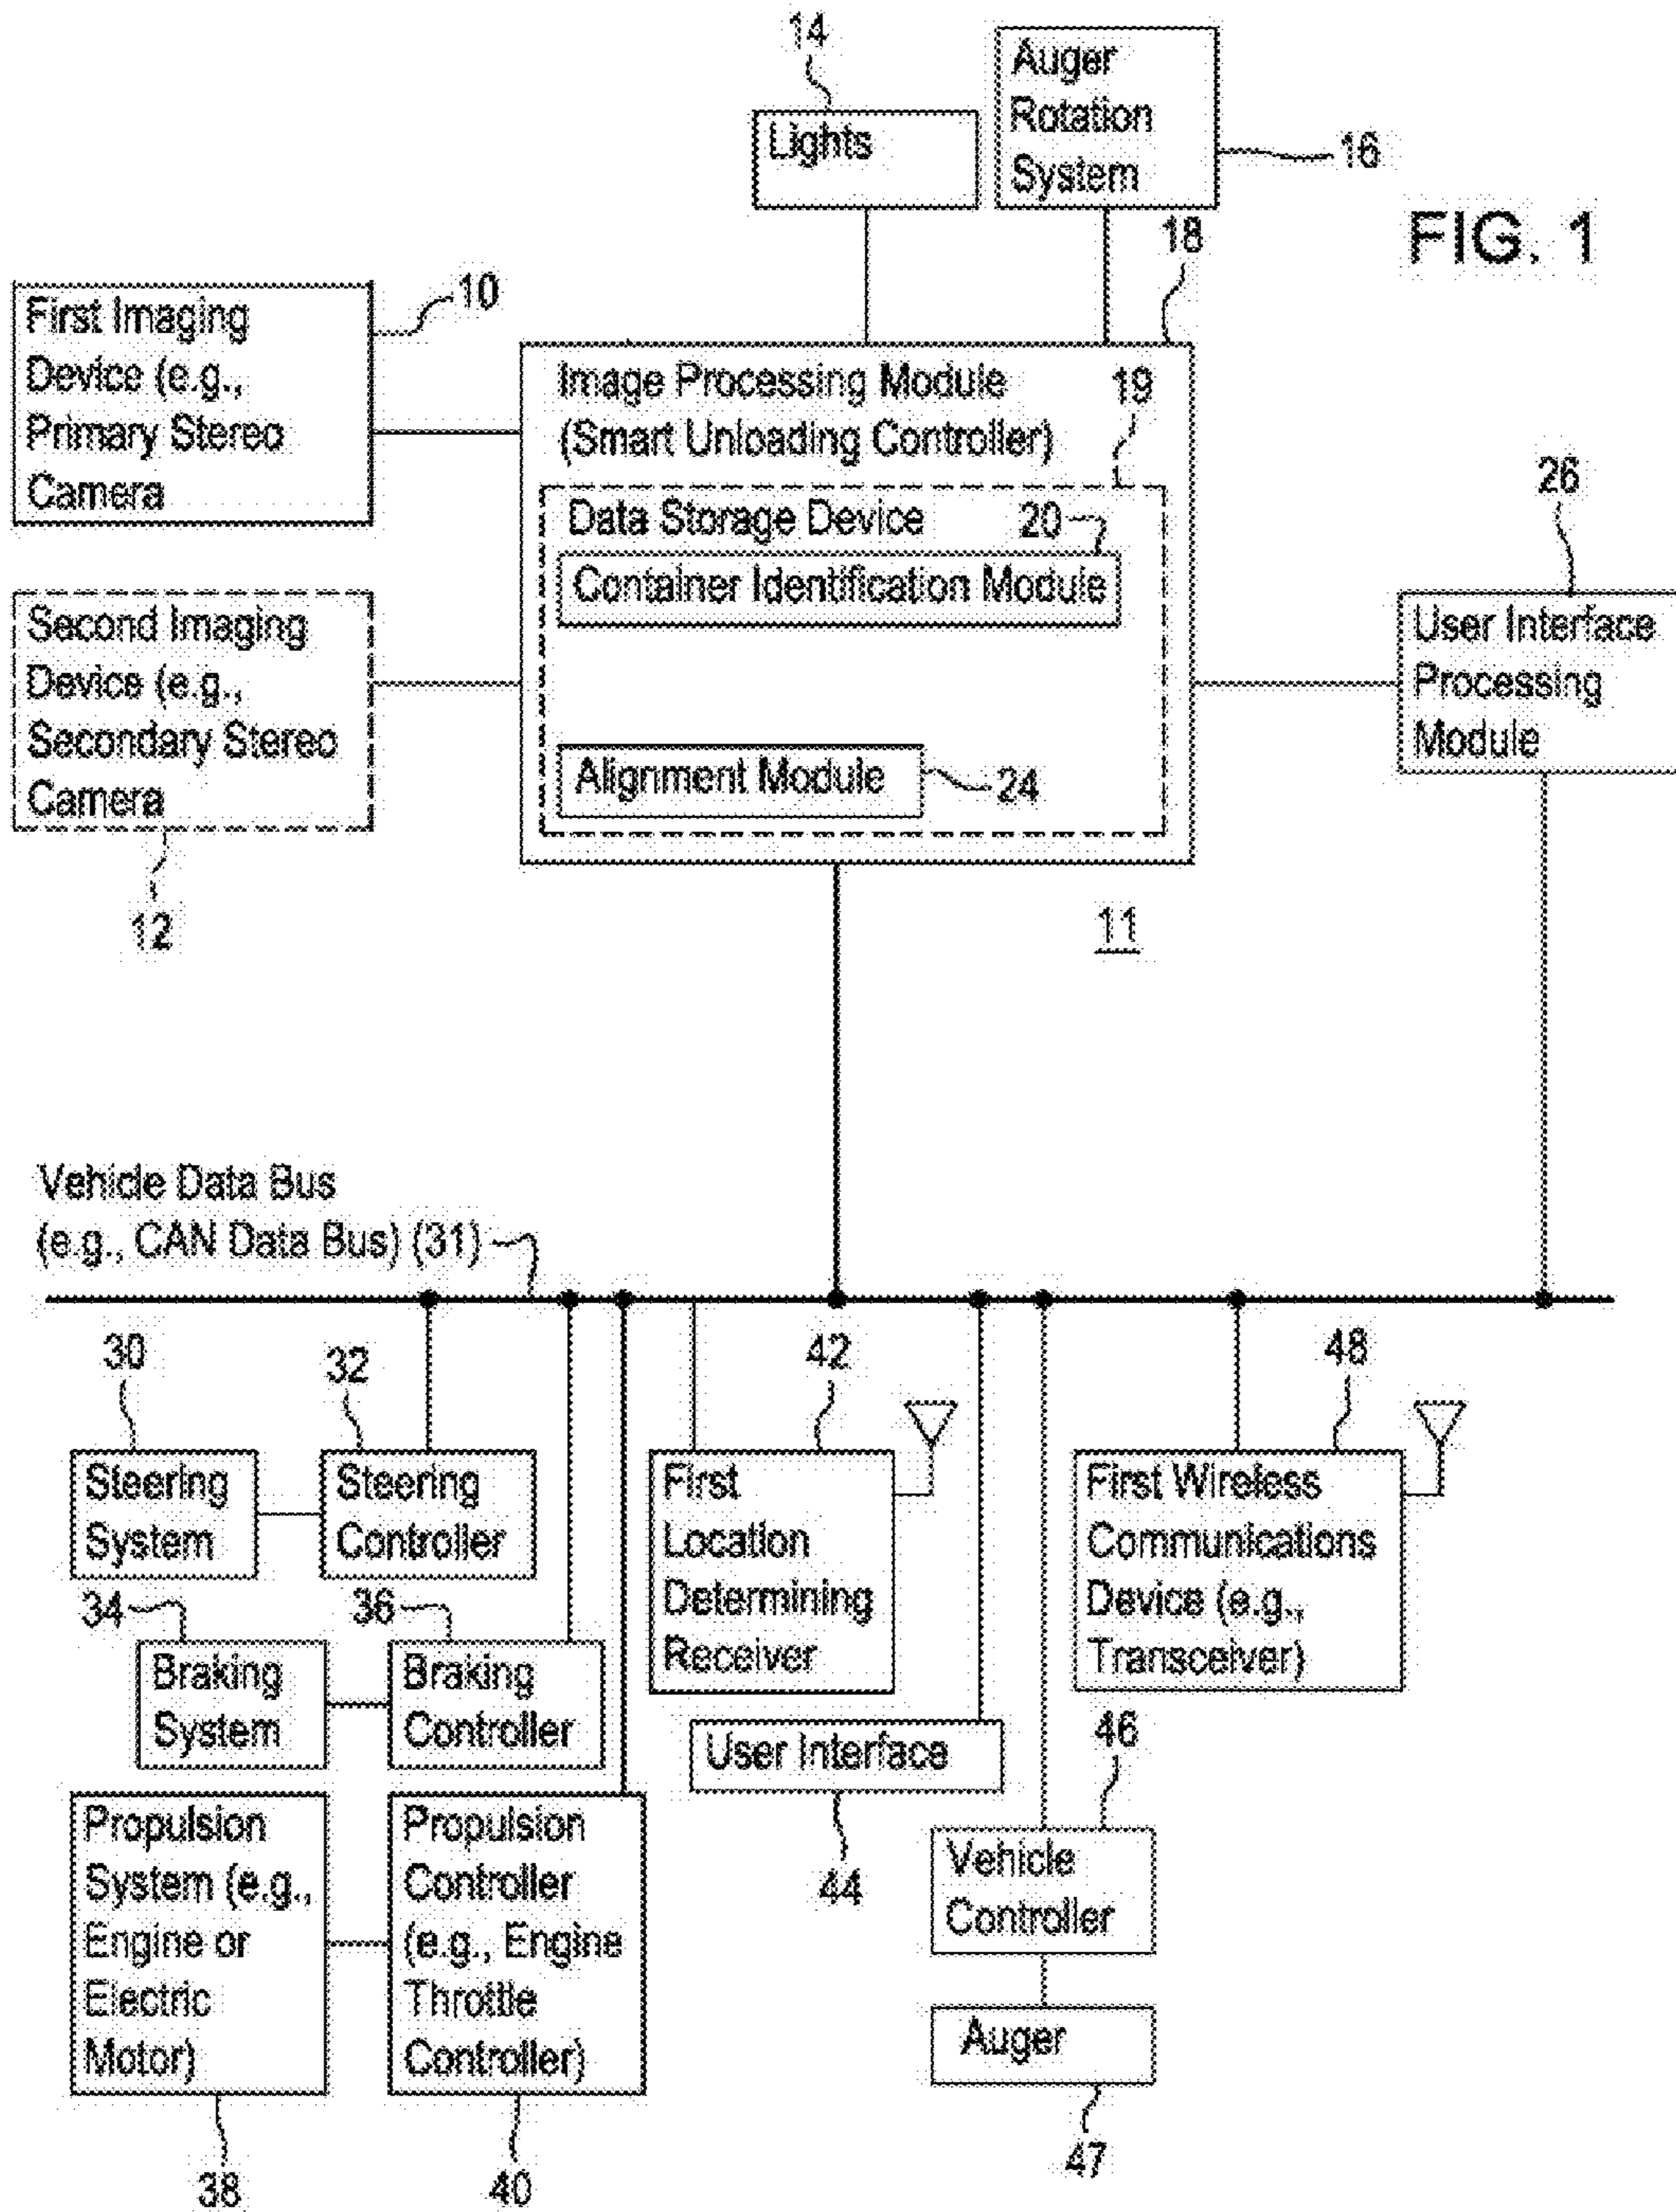 14
Lights
Auger
Rotation
System
16
FIG. 1
18
First Imaging
Device (e.g.,
Primary Stereo
Camera
10
Image Processing Module
(Smart Unloading Controller)
19
Data Storage Device
20
Container Identification Module
Alignment Module
24
Second Imaging
Device (e.g.,
Secondary Stereo
Camera
12
26
User Interface
Processing
Module
11
Vehicle Data Bus
(e.g., CAN Data Bus) (31)
30
Steering
System
32
Steering
Controller
34
Braking
System
36
Braking
Controller
Propulsion
System (e.g.,
Engine or
Electric
Motor)
38
Propulsion
Controller
(e.g., Engine
Throttle
Controller)
40
42
First
Location
Determining
Receiver
User Interface
44
48
First Wireless
Communications
Device (e.g.,
Transceiver)
46
Vehicle
Controller
Auger
47